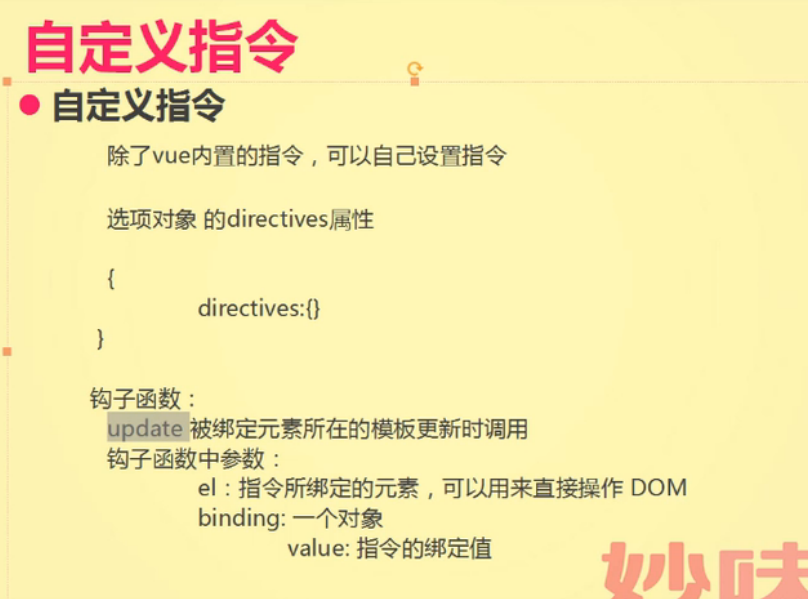 自定义指令
自定义指令
除了vue内置的指令，可以自己设置指令
选项对象 的directives属性
{
directives:{}
}
钩子函数：
update 被绑定元素所在的模板更新时调用
钩子函数中参数：
el：指令所绑定的元素，可以用来直接操作 DOM
binding: 一个对象
value: 指令的绑定值
妙味